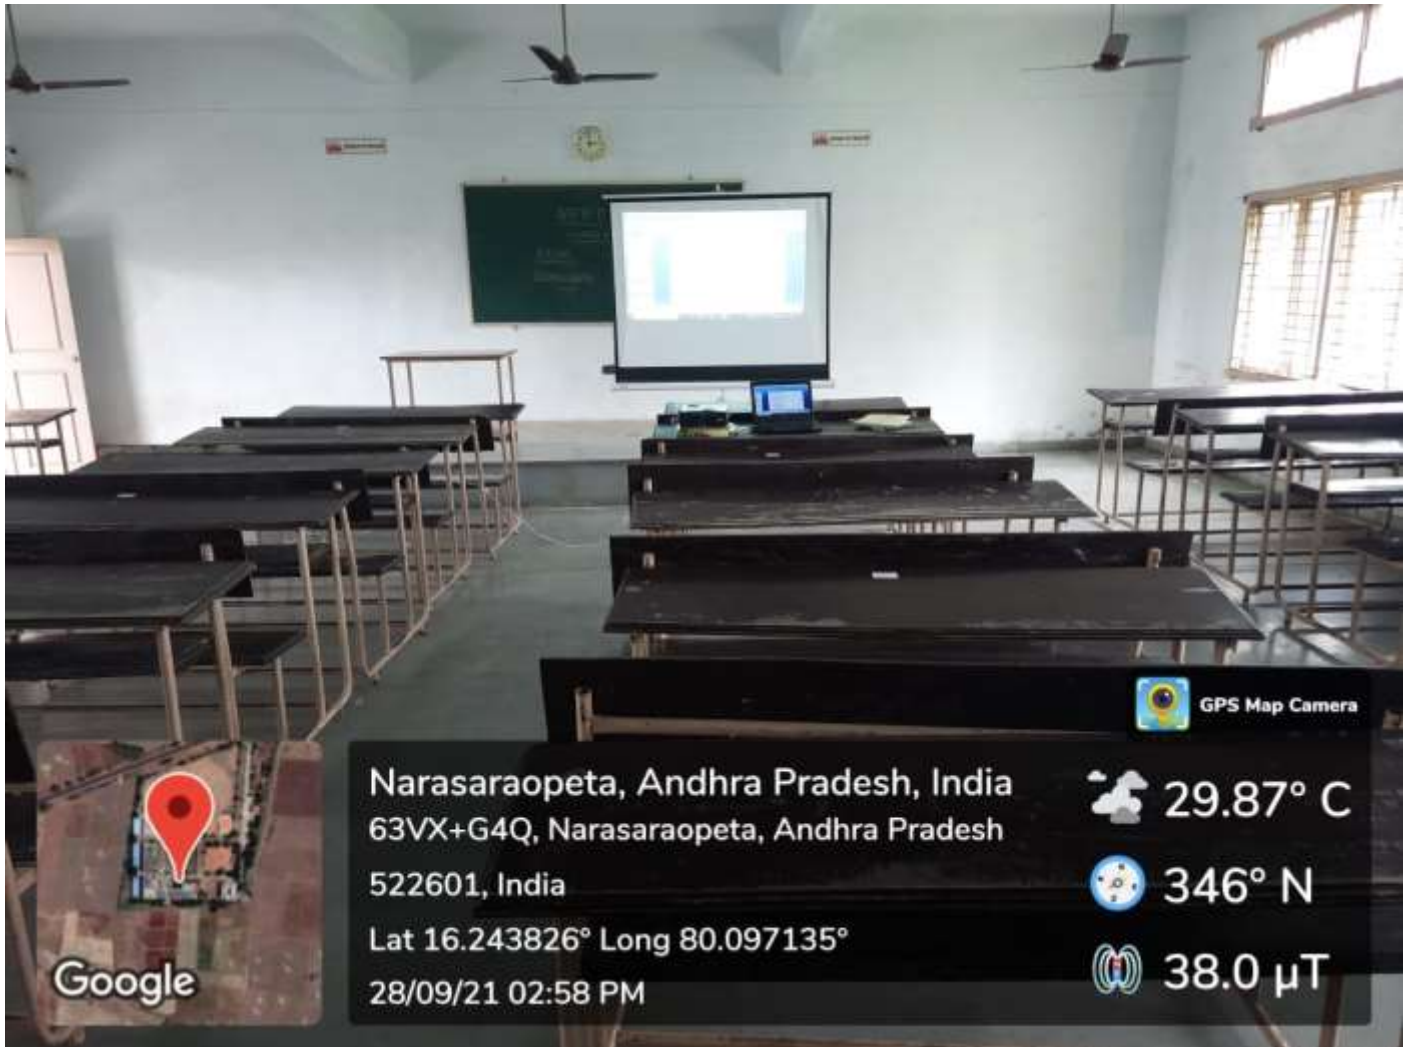 GPS Map Camera
Narasaraopeta, Andhra Pradesh, India
63VX+G4Q, Narasaraopeta, Andhra Pradesh
522601, India
Lat 16.243826° Long 80.097135°
28/09/21 02:58 PM
29.87° C
346° N
38.0 µT
Google